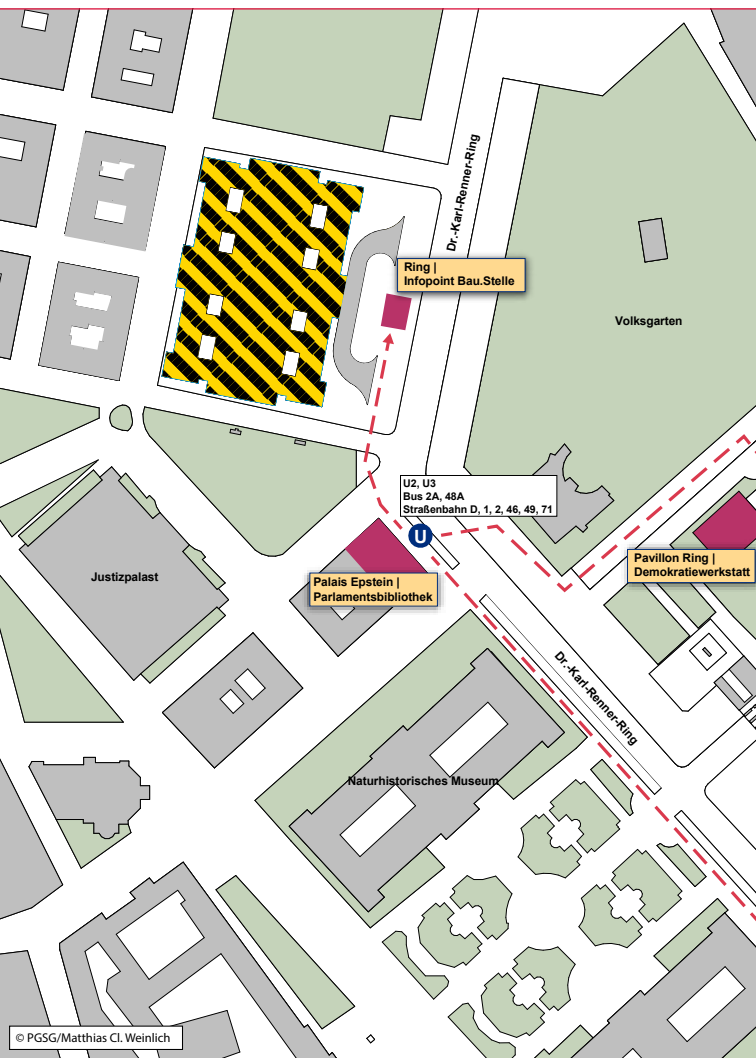 Dr.-Karl-Renner-Ring
Ring |
Infopoint Bau.Stelle
Volksgarten
U2, U3
Bus 2A, 48A
Straßenbahn D, 1, 2, 46, 49, 71
U
Pavillon Ring |
Demokratiewerkstatt
Justizpalast
Palais Epstein |
Parlamentsbibliothek
Dr.-Karl-Renner-Ring
Naturhistorisches Museum
© PGSG/Matthias Cl. Weinlich